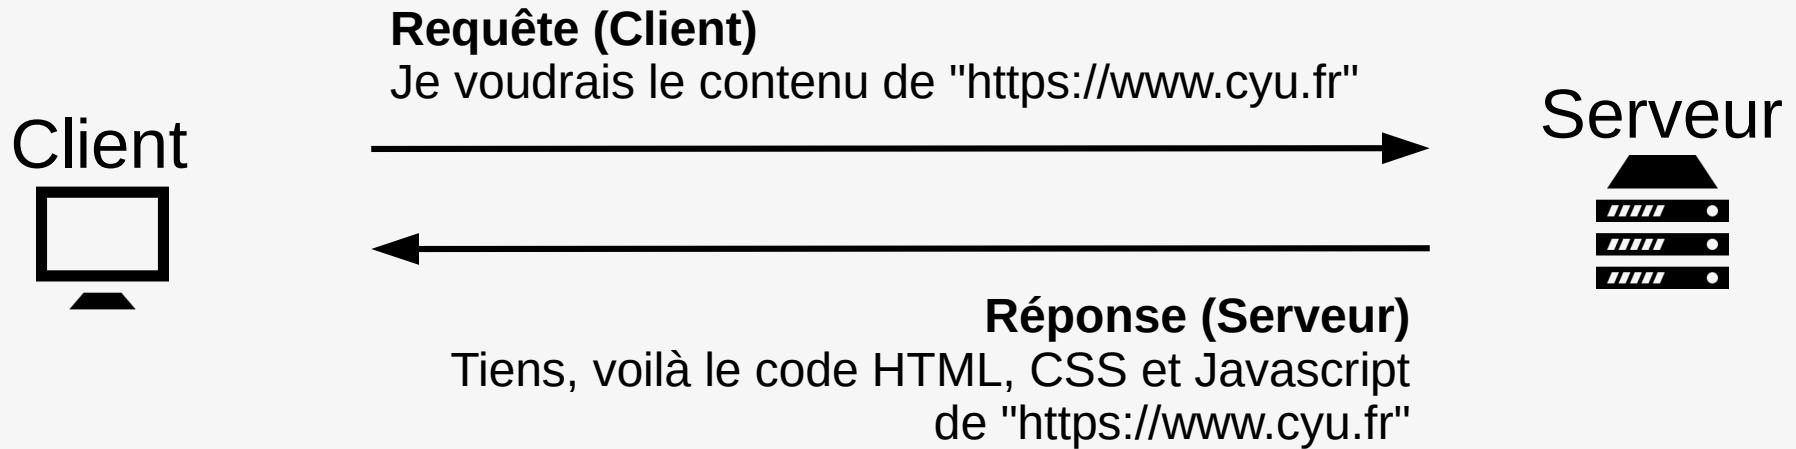 Requête (Client)
Je voudrais le contenu de "https://www.cyu.fr"
Client
Serveur
Réponse (Serveur)
Tiens, voilà le code HTML, CSS et Javascript
de "https://www.cyu.fr"